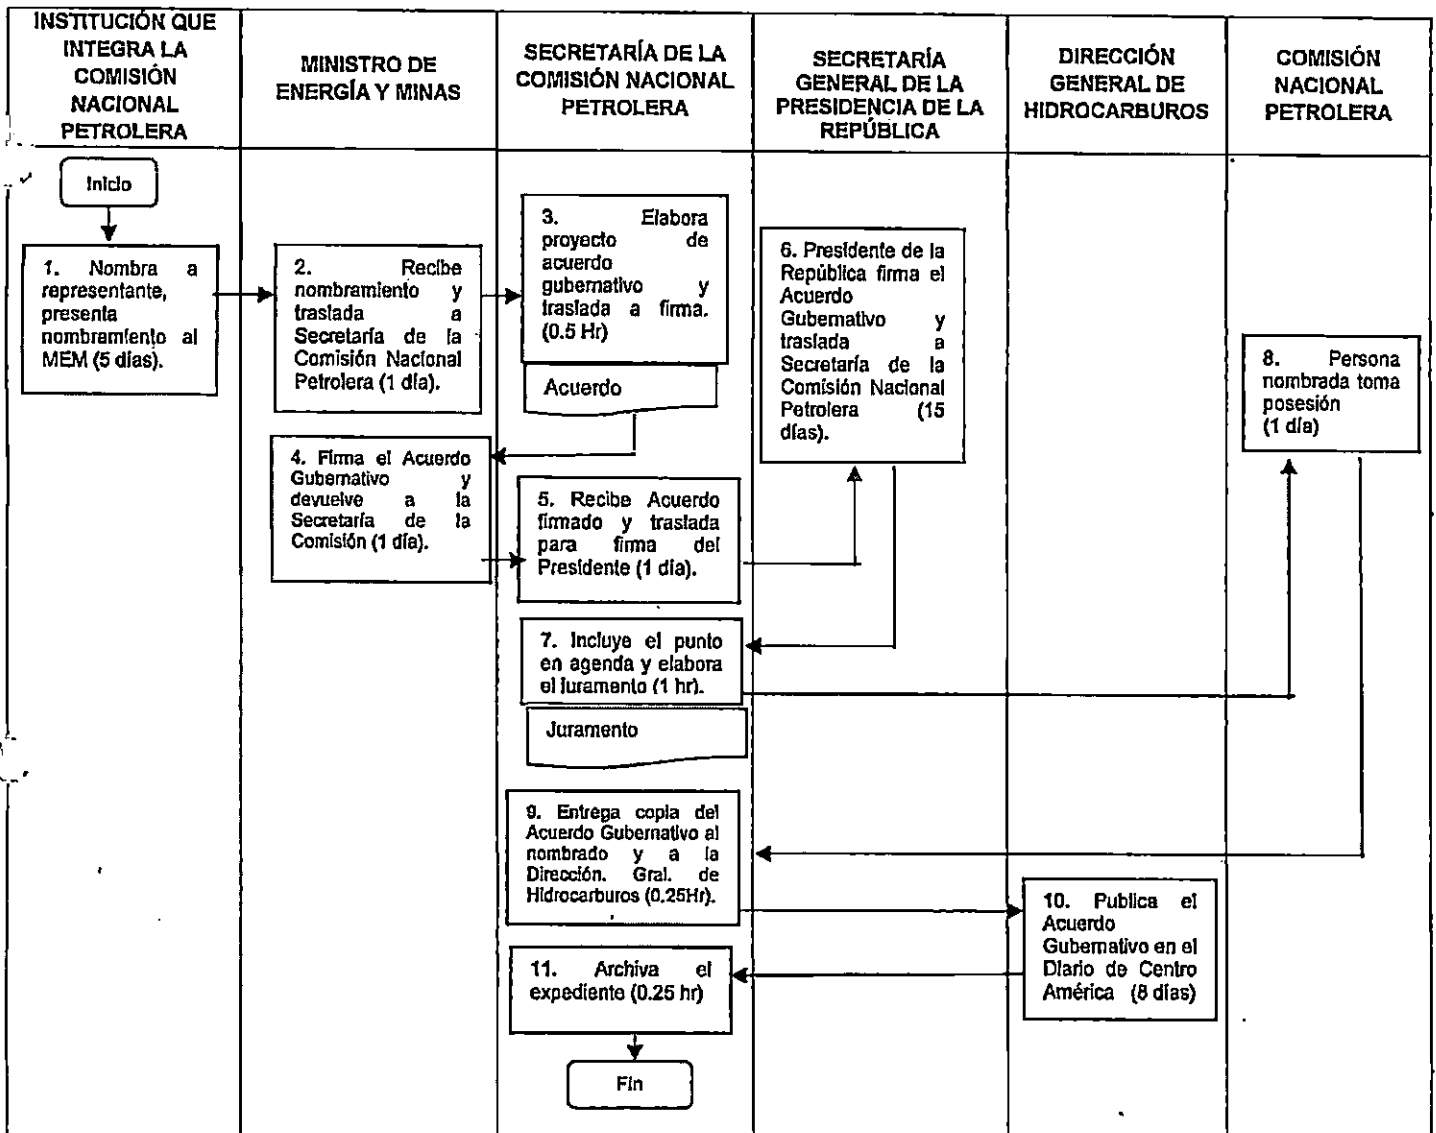 INSTITUCIÓN QUE
INTEGRA LA
COMISIÓN
NACIONAL
PETROLERA
MINISTRO DE
ENERGÍA Y MINAS
SECRETARÍA DE LA
COMISIÓN NACIONAL
PETROLERA
SECRETARÍA
GENERAL DE LA
PRESIDENCIA DE LA
REPÚBLICA
DIRECCIÓN
GENERAL DE
HIDROCARBUROS
COMISIÓN
NACIONAL
PETROLERA
Inicio
1. Nombra a
representante,
presenta
nombramiento al
MEM (5 días).
2. Recibe
nombramiento y
traslada a
Secretaría de la
Comisión Nacional
Petrolera (1 día).
3. Elabora
proyecto de
acuerdo
gubernativo y
traslada a firma.
(0.5 Hr)
Acuerdo
4. Firma el Acuerdo
Gubernativo y
devuelve a la
Secretaría de la
Comisión (1 día).
5. Recibe Acuerdo
firmado y traslada
para firma del
Presidente (1 día).
6. Presidente de la
República firma el
Acuerdo
Gubernativo y
traslada a
Secretaría de la
Comisión Nacional
Petrolera (15
días).
7. Incluye el punto
en agenda y elabora
el juramento (1 hr).
Juramento
8. Persona
nombrada toma
posesión
(1 día)
9. Entrega copia del
Acuerdo Gubernativo al
nombrado y a la
Dirección. Gral. de
Hidrocarburos (0.25Hr).
10. Publica el
Acuerdo
Gubernativo en el
Diario de Centro
América (8 días)
11. Archiva el
expediente (0.25 hr)
Fin